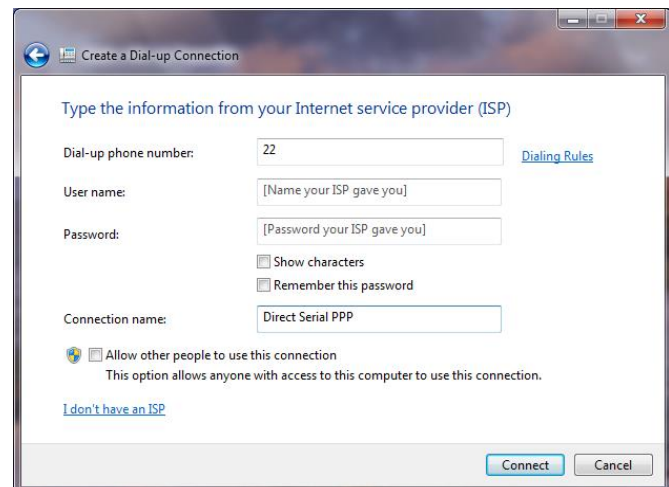 Create a Dial-up Connection
Type the information from your Internet service provider (ISP)
Dial-up phone number: 22 Dialing Rules
User name: [Name your ISP gave you]
Password: [Password your ISP gave you]
Show characters
Remember this password
Connection name: Direct Serial PPP
Allow other people to use this connection
This option allows anyone with access to this computer to use this connection.
I don't have an ISP
Connect Cancel